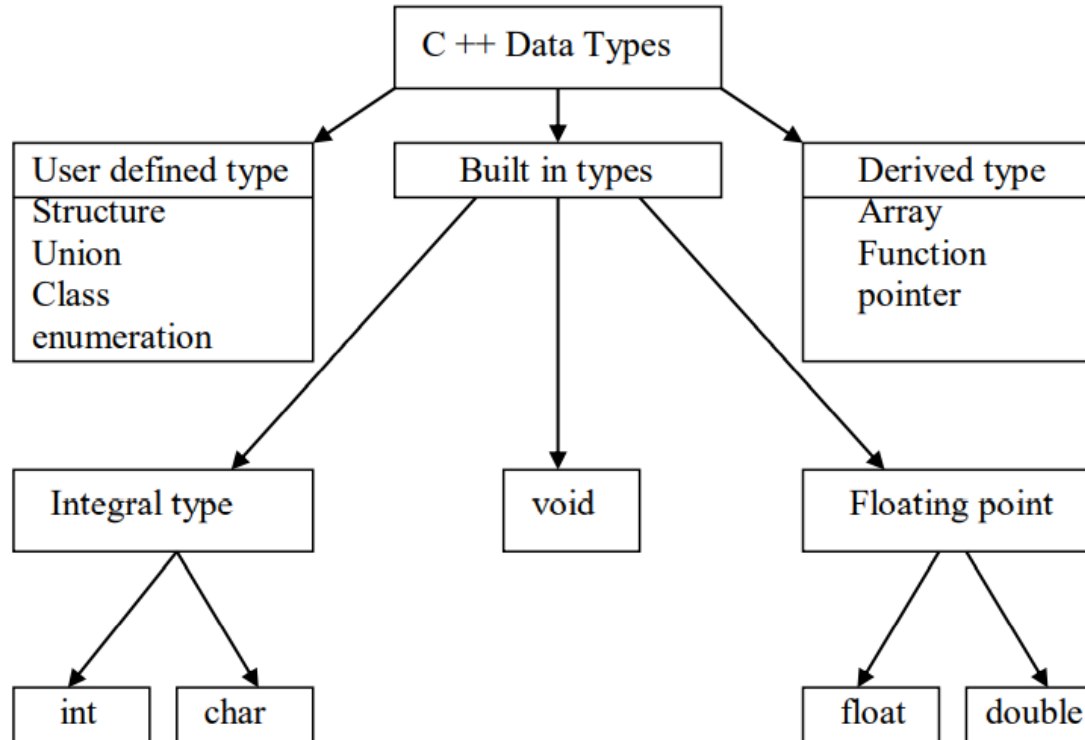 C ++ Data Types
User defined type
Structure
Union
Class
enumeration
Built in types
Derived type
Array
Function
pointer
Integral type
void
Floating point
int
char
float
double